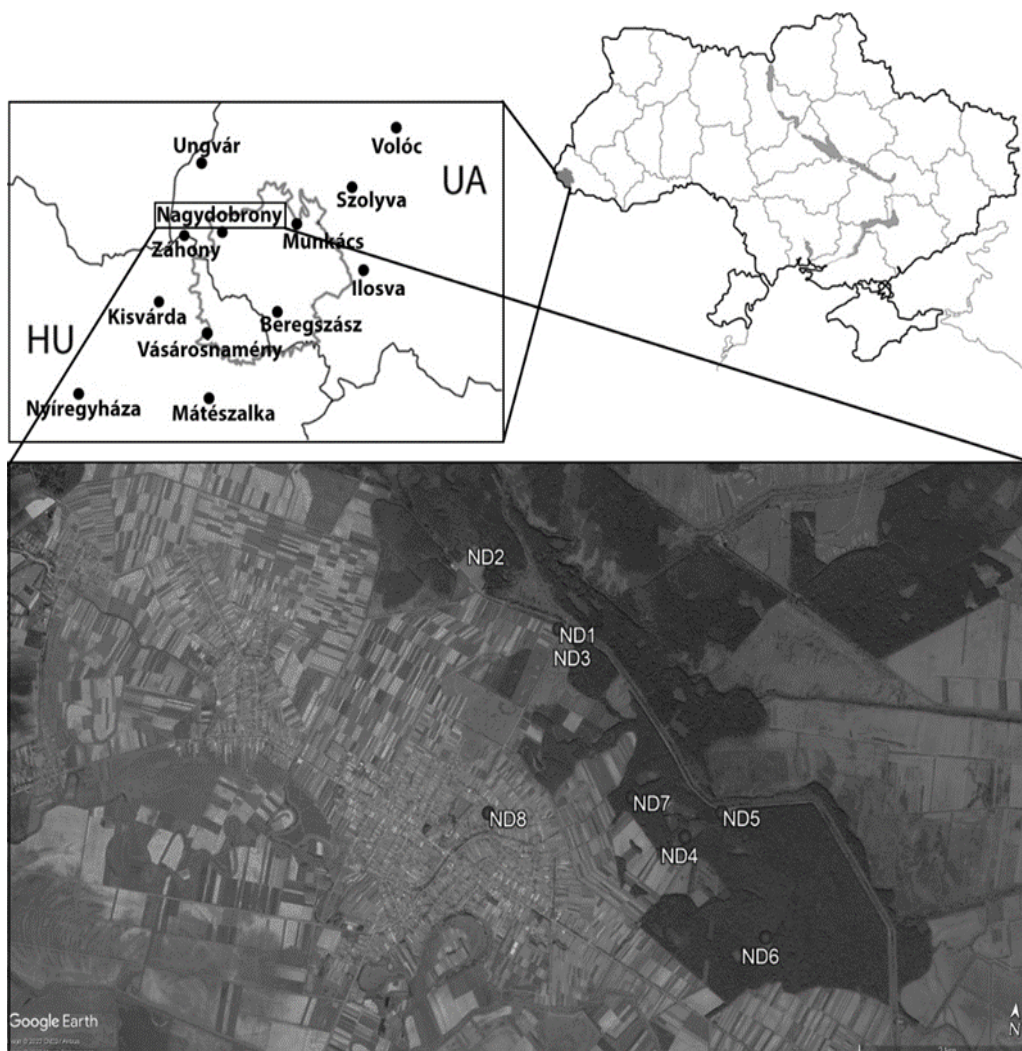 Ungvár
Volóc
UA
Szolyva
Nagydobrony
Munkács
Záhony
Ilosva
Kisvárda
Beregszász
HU
Vásárosnamény
Nyíregyháza
Mátészalka
ND2
ND1
ND3
ND7
ND5
ND8
ND4
ND6
Google Earth
N